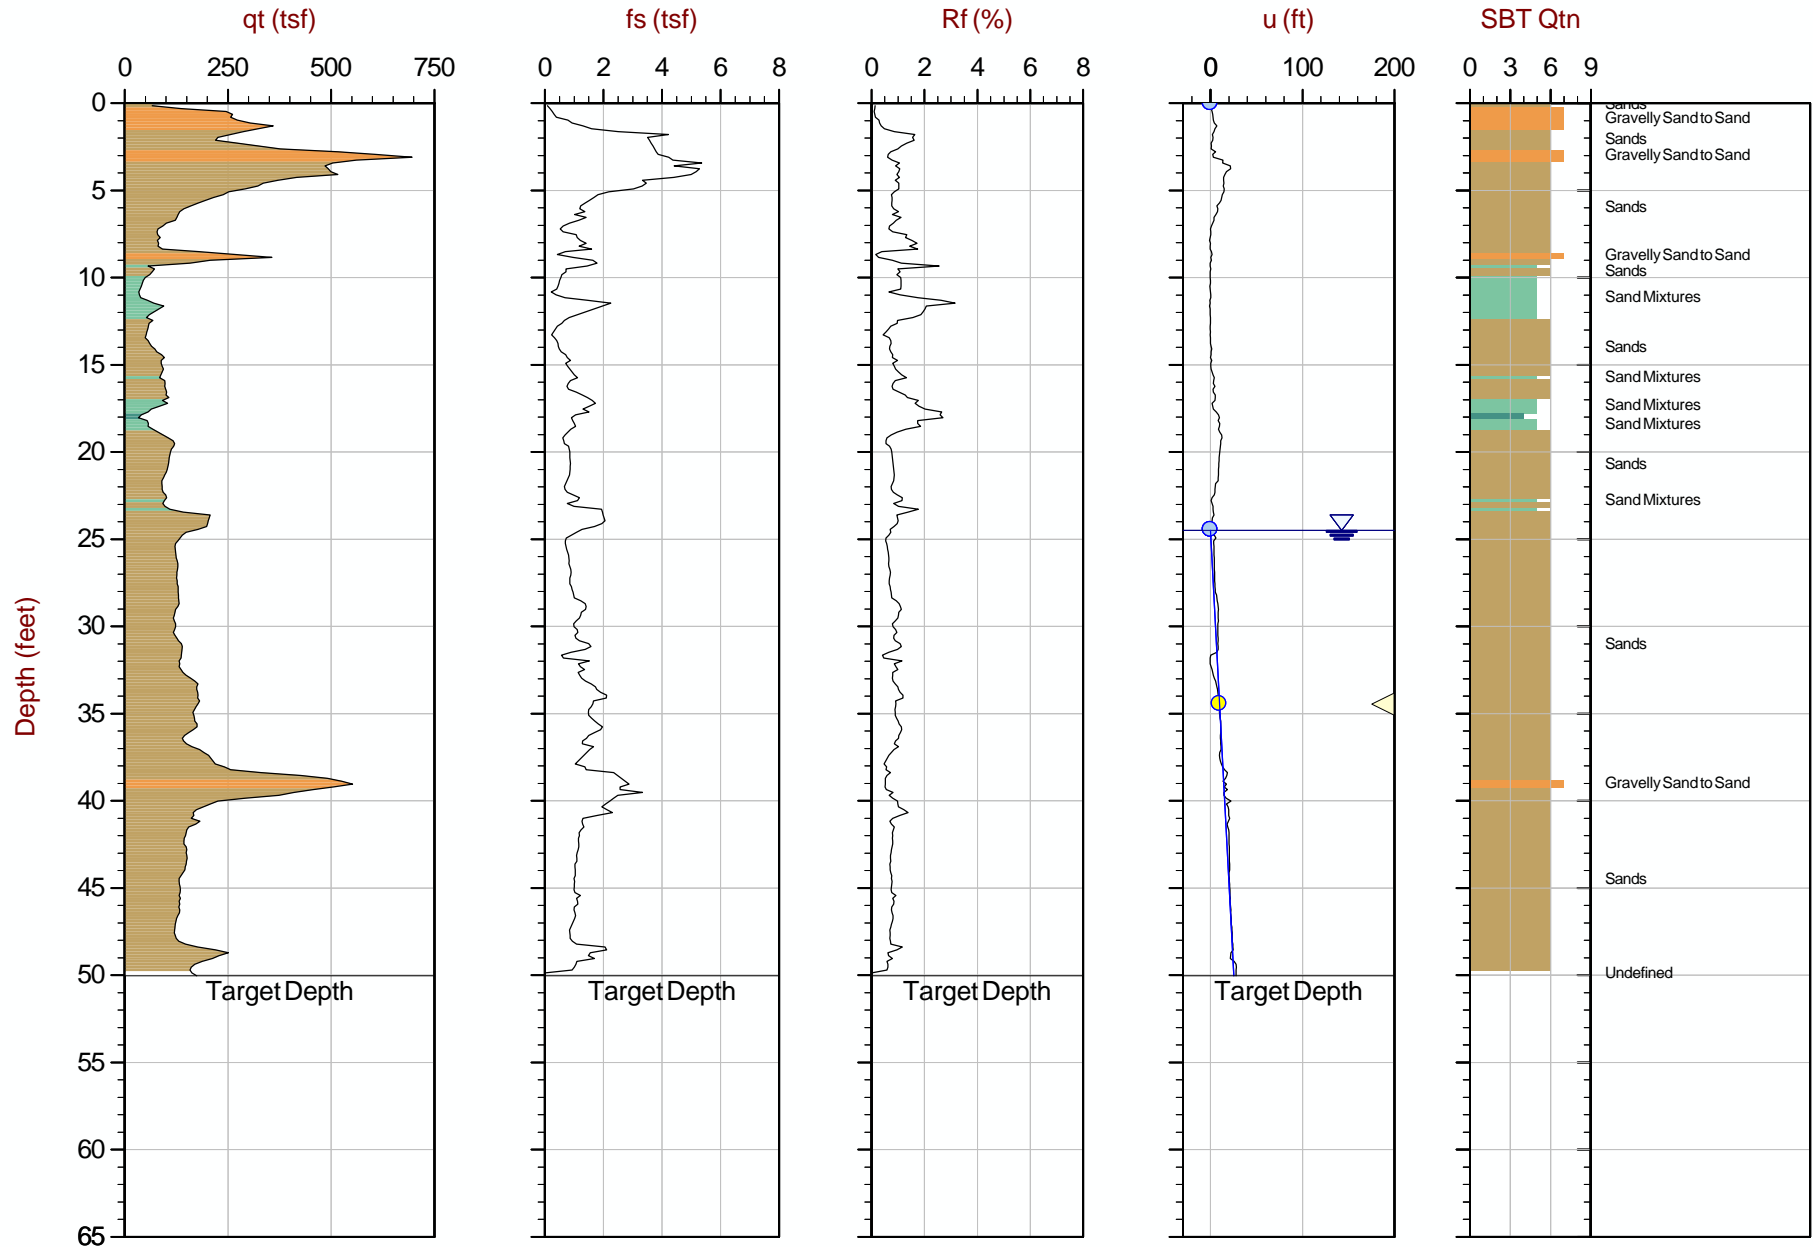 qt (tsf) fs (tsf) Rf (%) u (ft) SBT Qtn
0 250 500 750 0 2 4 6 8 0 2 4 6 8 0 100 200 0 3 6 9
0
5
10
15
20
25
30
35
40
45
50
55
60
65
Depth (feet)
Sands
Gravelly Sand to Sand
Sands
Gravelly Sand to Sand
Sands
Gravelly Sand to Sand
Sands
Sand Mixtures
Sands
Sand Mixtures
Sand Mixtures
Sand Mixtures
Sands
Sand Mixtures
Sands
Gravelly Sand to Sand
Sands
Undefined
Target Depth Target Depth Target Depth Target Depth